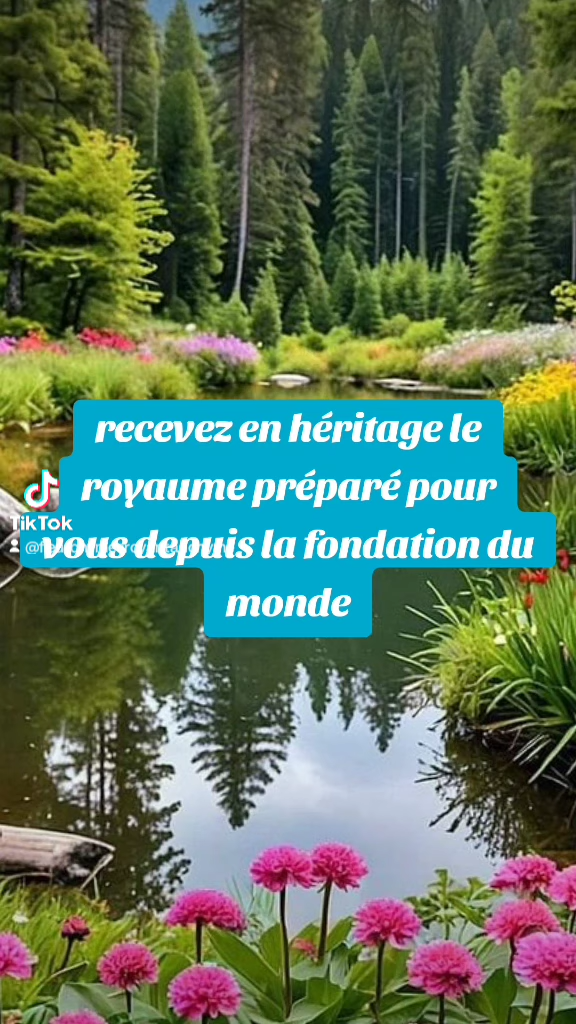 recevez en héritage le
royaume préparé pour
vous depuis la fondation du
monde
TikTok